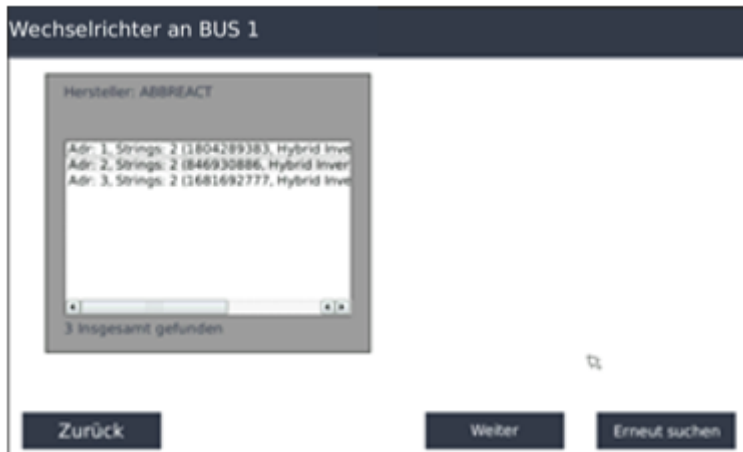 Wechselrichter an BUS 1
Hersteller: ABBREACT
Adr: 1, Strings: 2 (1804289383, Hybrid Inve
Adr: 2, Strings: 2 (846930886, Hybrid Inver
Adr: 3, Strings: 2 (1681692777, Hybrid Inve
3 Insgesamt gefunden
Zurück
Weiter
Erneut suchen